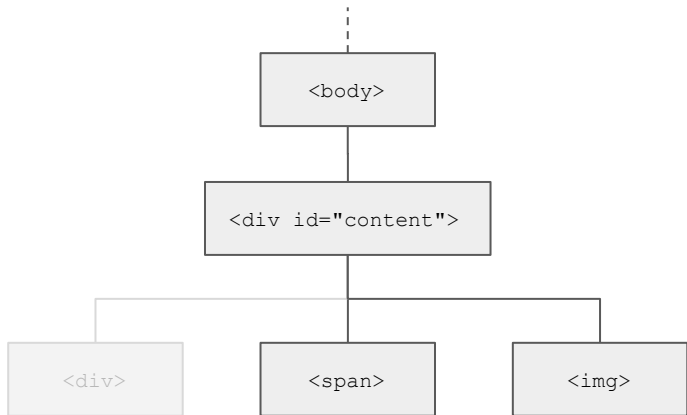 <body>
<div id="content">
<div>
<span>
<img>